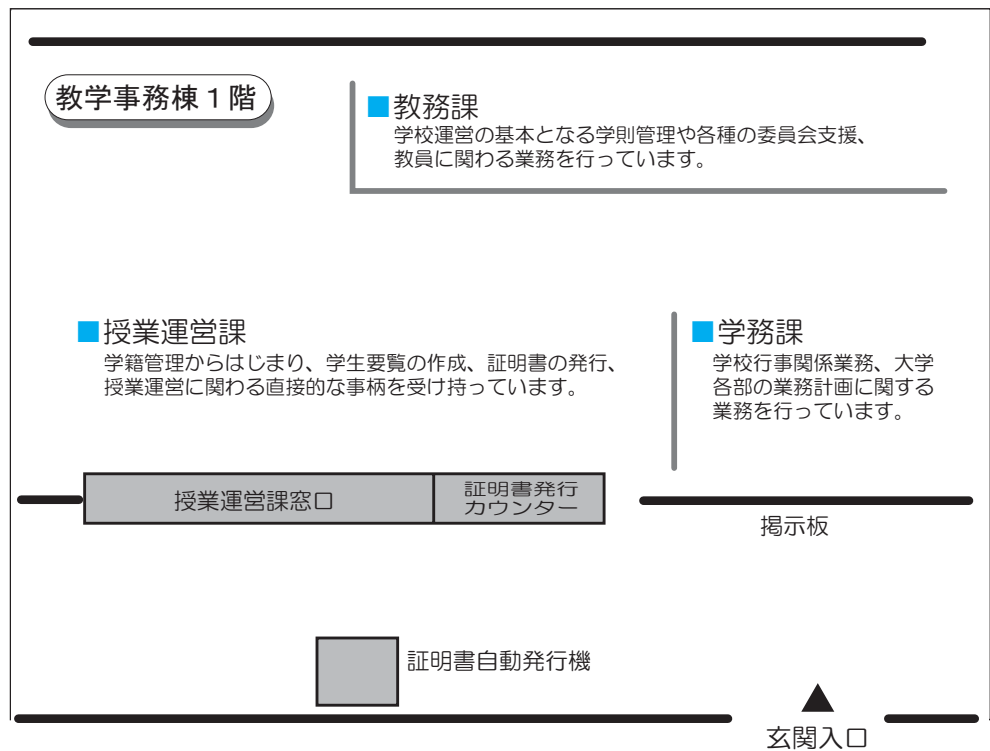 教学事務棟１階
■教務課
学校運営の基本となる学則管理や各種の委員会支援、
教員に関わる業務を行っています。
■授業運営課
学籍管理からはじまり、学生要覧の作成、証明書の発行、
授業運営に関わる直接的な事柄を受け持っています。
■学務課
学校行事関係業務、大学
各部の業務計画に関する
業務を行っています。
授業運営課窓口
証明書発行
カウンター
掲示板
証明書自動発行機
▲
玄関入口